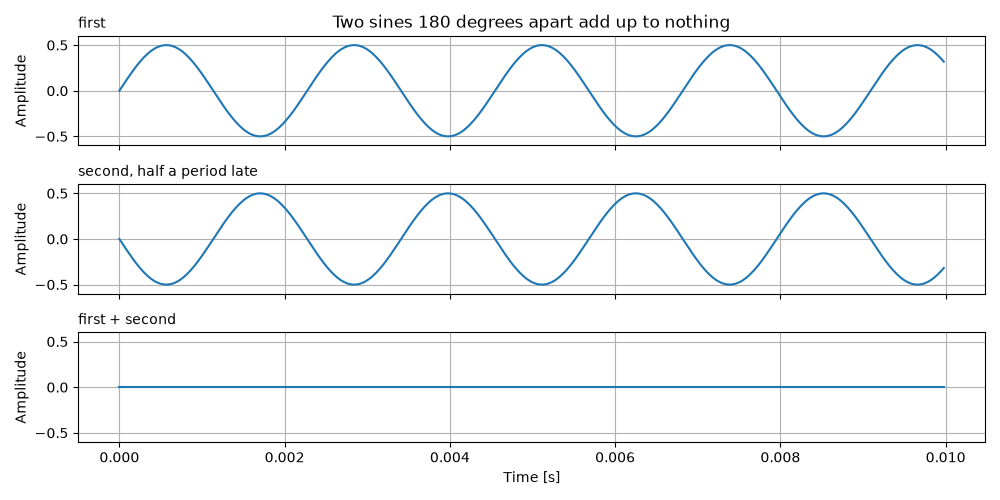 first
Two sines 180 degrees apart add up to nothing
Amplitude
0.5
0.0
−0.5
second, half a period late
Amplitude
0.5
0.0
−0.5
first + second
Amplitude
0.5
0.0
−0.5
0.000 0.002 0.004 0.006 0.008 0.010
Time [s]